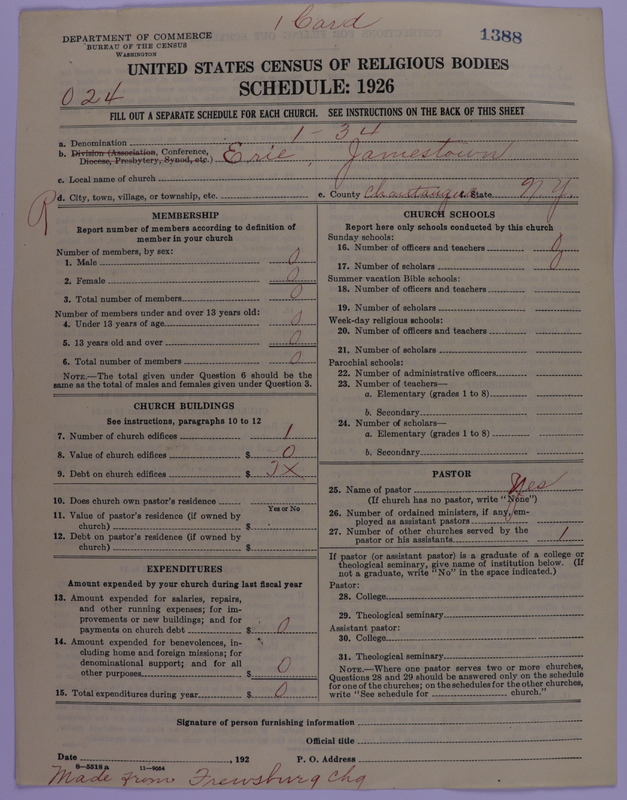 1 Card
1388
DEPARTMENT OF COMMERCE
BUREAU OF THE CENSUS
WASHINGTON
UNITED STATES CENSUS OF RELIGIOUS BODIES
SCHEDULE: 1926
024
FILL OUT A SEPARATE SCHEDULE FOR EACH CHURCH. SEE INSTRUCTIONS ON THE BACK OF THIS SHEET
a. Denomination 1-34
b. Division (Association, Conference, Diocese, Presbytery, Synod, etc.) Erie, Jamestown
c. Local name of church
R
d. City, town, village, or township, etc. e. County Chautauqua f. State N.Y.
MEMBERSHIP
Report number of members according to definition of
member in your church
Number of members, by sex:
1. Male 0
2. Female 0
3. Total number of members 0
Number of members under and over 13 years old:
4. Under 13 years of age 0
5. 13 years old and over 0
6. Total number of members 0
NOTE.—The total given under Question 6 should be the
same as the total of males and females given under Question 3.
CHURCH BUILDINGS
See instructions, paragraphs 10 to 12
7. Number of church edifices 1
8. Value of church edifices $ 0
9. Debt on church edifices $
10. Does church own pastor's residence
Yes or No
11. Value of pastor's residence (if owned by
church) $
12. Debt on pastor's residence (if owned by
church) $
EXPENDITURES
Amount expended by your church during last fiscal year
13. Amount expended for salaries, repairs,
and other running expenses; for im-
provements or new buildings; and for
payments on church debt $ 0
14. Amount expended for benevolences, in-
cluding home and foreign missions; for
denominational support; and for all
other purposes $ 0
15. Total expenditures during year $ 0
CHURCH SCHOOLS
Report here only schools conducted by this church
Sunday schools:
16. Number of officers and teachers 0
17. Number of scholars 0
Summer vacation Bible schools:
18. Number of officers and teachers
19. Number of scholars
Week-day religious schools:
20. Number of officers and teachers
21. Number of scholars
Parochial schools:
22. Number of administrative officers
23. Number of teachers—
a. Elementary (grades 1 to 8)
b. Secondary
24. Number of scholars—
a. Elementary (grades 1 to 8)
b. Secondary
PASTOR
25. Name of pastor Yes
(If church has no pastor, write "None")
26. Number of ordained ministers, if any, em-
ployed as assistant pastors
27. Number of other churches served by the
pastor or his assistants 1
If pastor (or assistant pastor) is a graduate of a college or
theological seminary, give name of institution below. (If
not a graduate, write "No" in the space indicated.)
Pastor:
28. College
29. Theological seminary
Assistant pastor:
30. College
31. Theological seminary
NOTE.—Where one pastor serves two or more churches,
Questions 28 and 29 should be answered only on the schedule
for one of the churches; on the schedules for the other churches,
write "See schedule for church."
Signature of person furnishing information
Official title
Date , 192 P. O. Address
8—5518 a 11—9054
Made from Frewsburg Chg